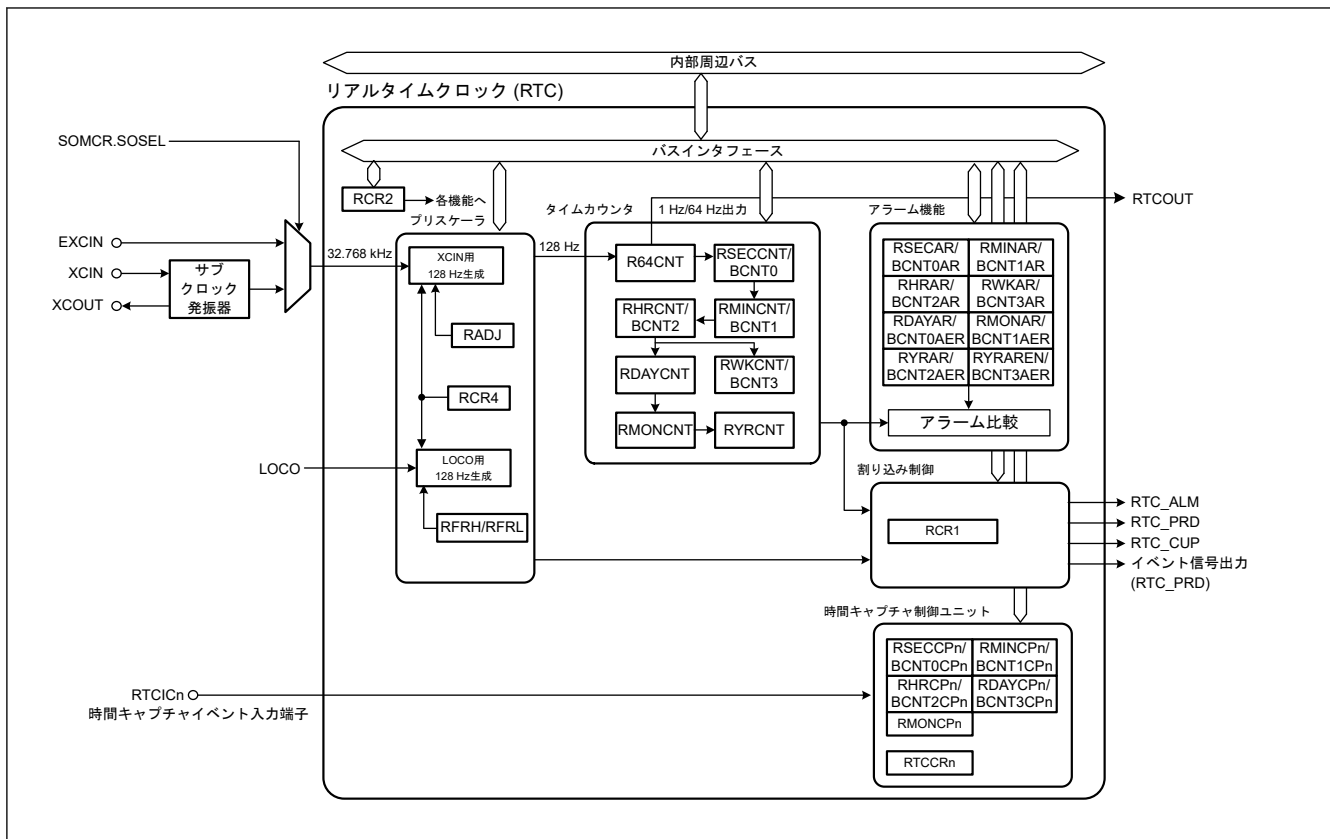 内部周辺バス
リアルタイムクロック (RTC)
SOMCR.SOSEL
バスインタフェース
RCR2
各機能へ
プリスケーラ
タイムカウンタ
1 Hz/64 Hz出力
アラーム機能
RTCOUT
EXCIN
XCIN
XCOUT
サブ
クロック
発振器
32.768 kHz
XCIN用
128 Hz生成
128 Hz
RADJ
RCR4
LOCO
LOCO用
128 Hz生成
RFRH/RFRL
R64CNT
RSECCNT/
BCNT0
RHRCNT/
BCNT2
RMINCNT/
BCNT1
RDAYCNT
RWKCNT/
BCNT3
RMONCNT
RYRCNT
RSECAR/
BCNT0AR
RMINAR/
BCNT1AR
RHRAR/
BCNT2AR
RWKAR/
BCNT3AR
RDAYAR/
BCNT0AER
RMONAR/
BCNT1AER
RYRAR/
BCNT2AER
RYRAREN/
BCNT3AER
アラーム比較
割り込み制御
RCR1
RTC_ALM
RTC_PRD
RTC_CUP
イベント信号出力
(RTC_PRD)
時間キャプチャ制御ユニット
RSECCPn/
BCNT0CPn
RMINCPn/
BCNT1CPn
RHRCPn/
BCNT2CPn
RDAYCPn/
BCNT3CPn
RMONCPn
RTCCRn
RTCICn
時間キャプチャイベント入力端子